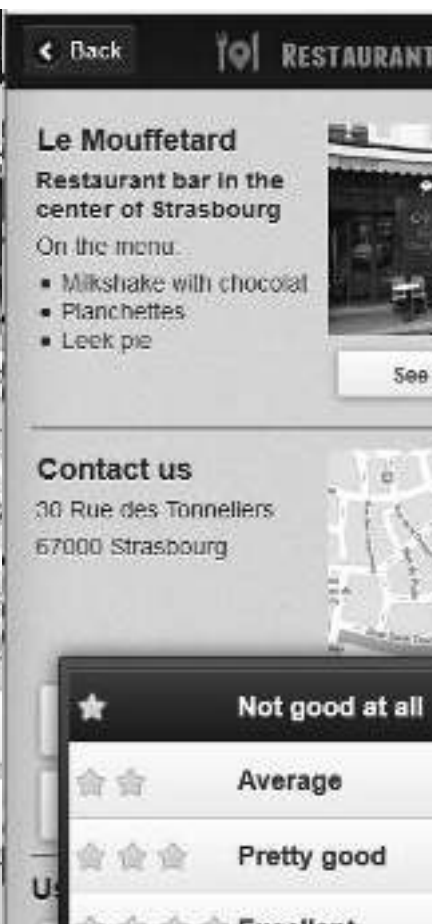 Back
RESTAURANT
Le Mouffetard
Restaurant bar in the
center of Strasbourg
On the menu:
Milkshake with chocolat
Planchettes
Leek pie
See
Contact us
30 Rue des Tonneliers
67000 Strasbourg
Not good at all
Average
Pretty good
Excellent